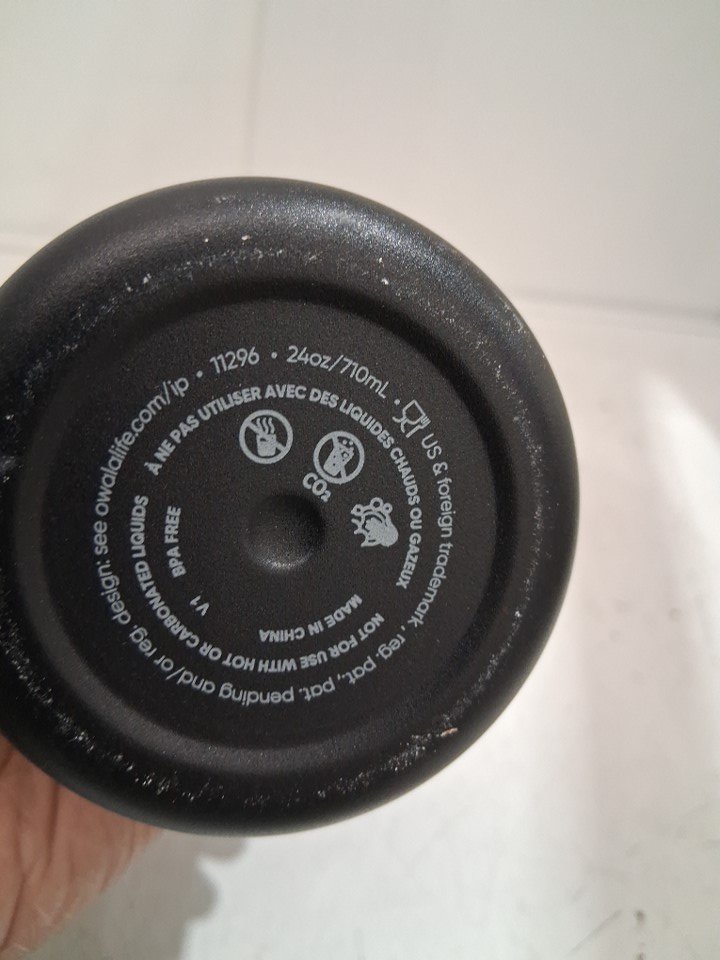 US & foreign trademark, reg. pat., pat. pending and/or reg design: see owalalife.com/ip • 11296 • 24oz/710mL •
À NE PAS UTILISER AVEC DES LIQUIDES CHAUDS OU GAZEUX
NOT FOR USE WITH HOT OR CARBONATED LIQUIDS
CO₂
BPA FREE
V1
MADE IN CHINA